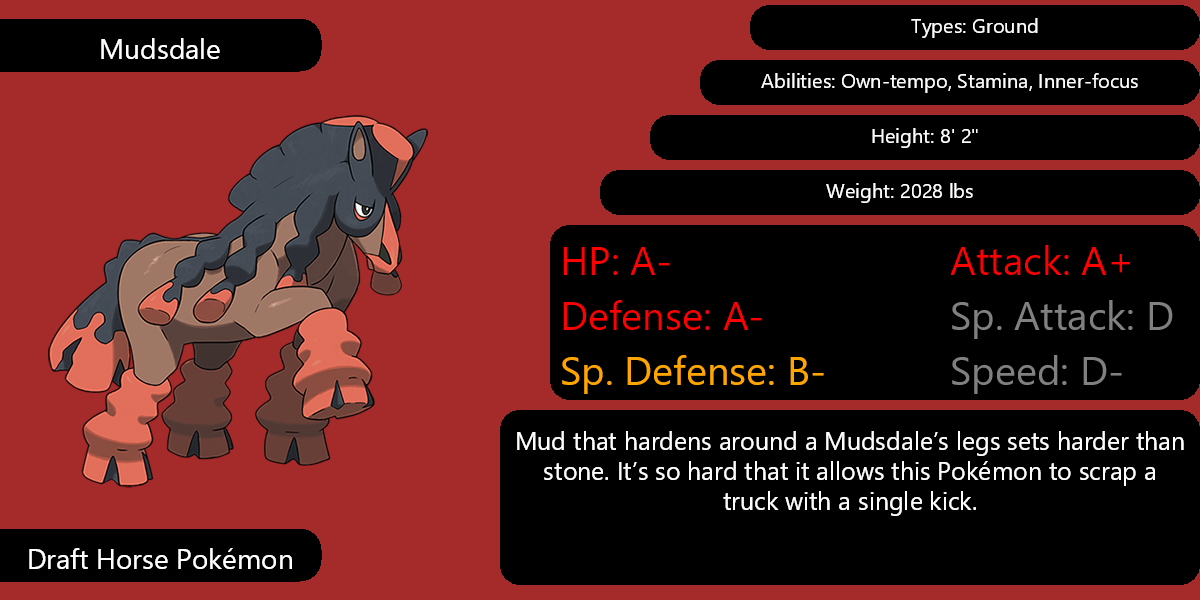 Mudsdale
Types: Ground
Abilities: Own-tempo, Stamina, Inner-focus
Height: 8' 2"
Weight: 2028 lbs
HP: A-
Attack: A+
Defense: A-
Sp. Attack: D
Sp. Defense: B-
Speed: D-
Mud that hardens around a Mudsdale’s legs sets harder than
stone. It’s so hard that it allows this Pokémon to scrap a
truck with a single kick.
Draft Horse Pokémon